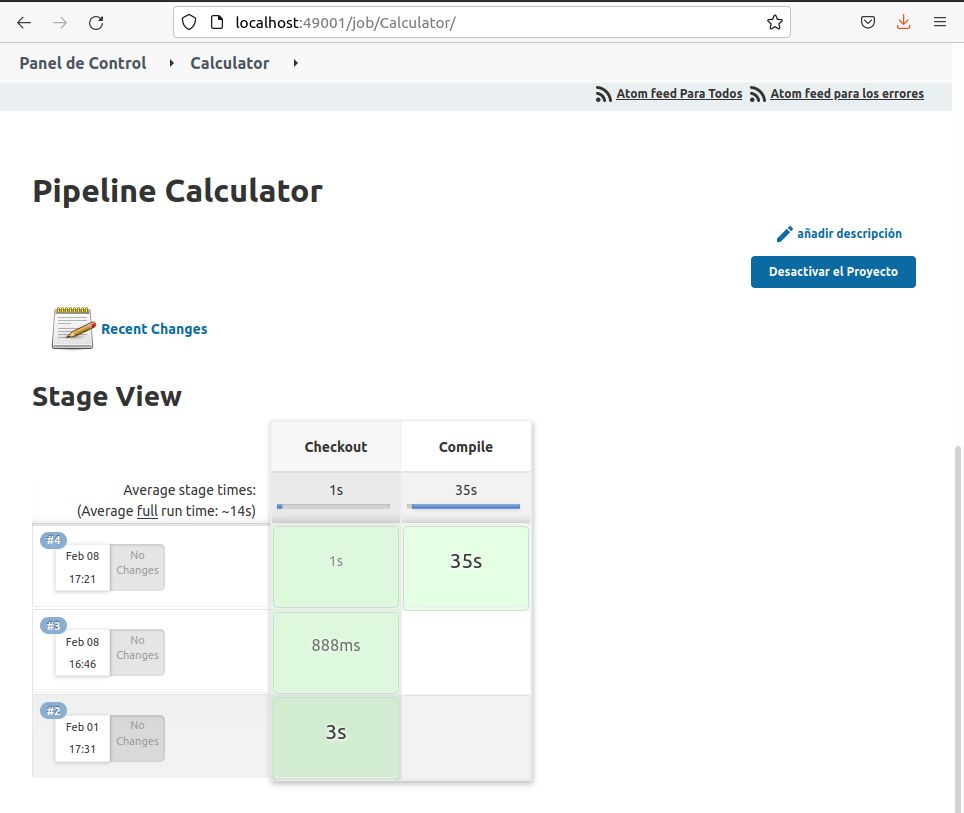 localhost:49001/job/Calculator/
Panel de Control Calculator
Atom feed Para Todos Atom feed para los errores
Pipeline Calculator
añadir descripción
Desactivar el Proyecto
Recent Changes
Stage View
Checkout Compile
Average stage times: 1s 35s
(Average full run time: ~14s)
#4
Feb 08
17:21
No
Changes
1s
35s
#3
Feb 08
16:46
No
Changes
888ms
#2
Feb 01
17:31
No
Changes
3s